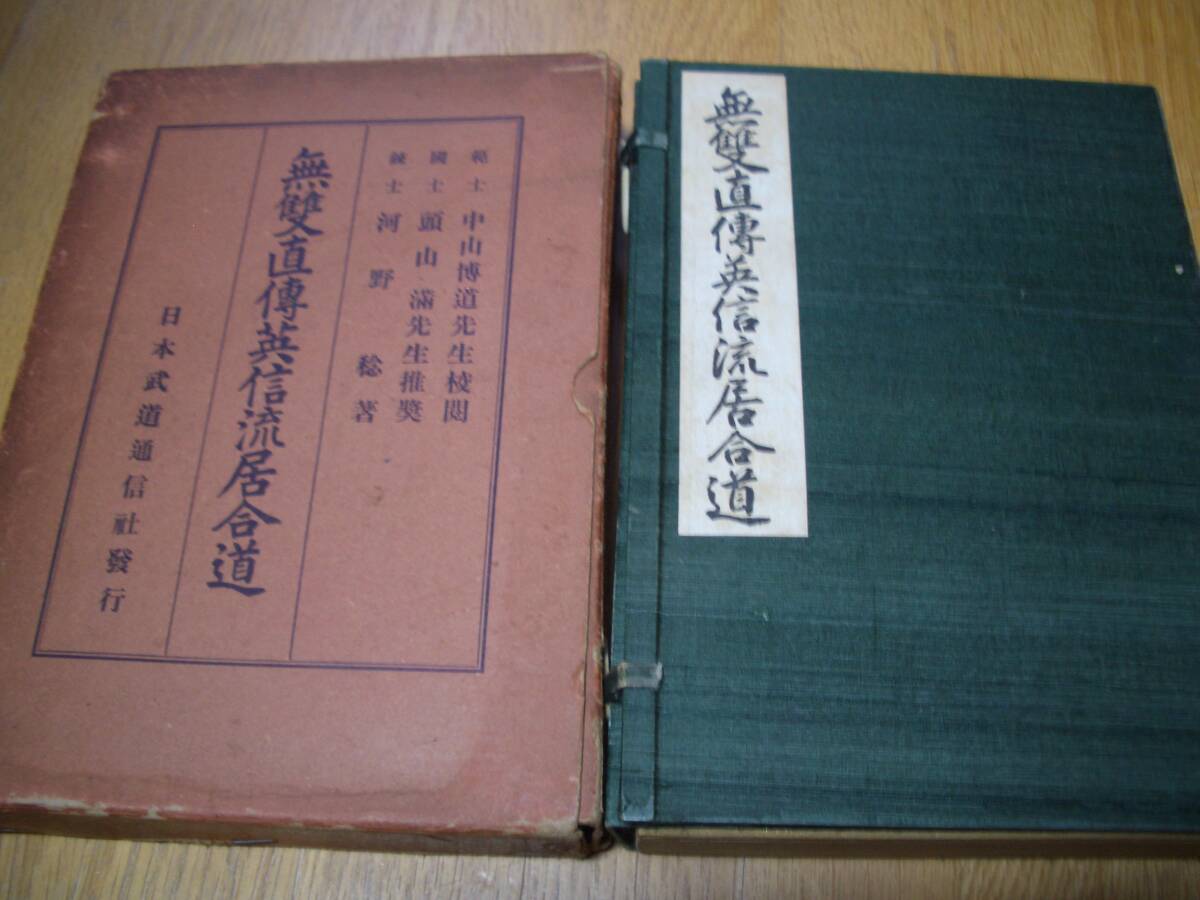 範士 中山博道先生校閲
國士 頭山滿先生推奬
錬士 河野稔著
無雙直傳英信流居合道
日本武道通信社發行
無雙直傳英信流居合道